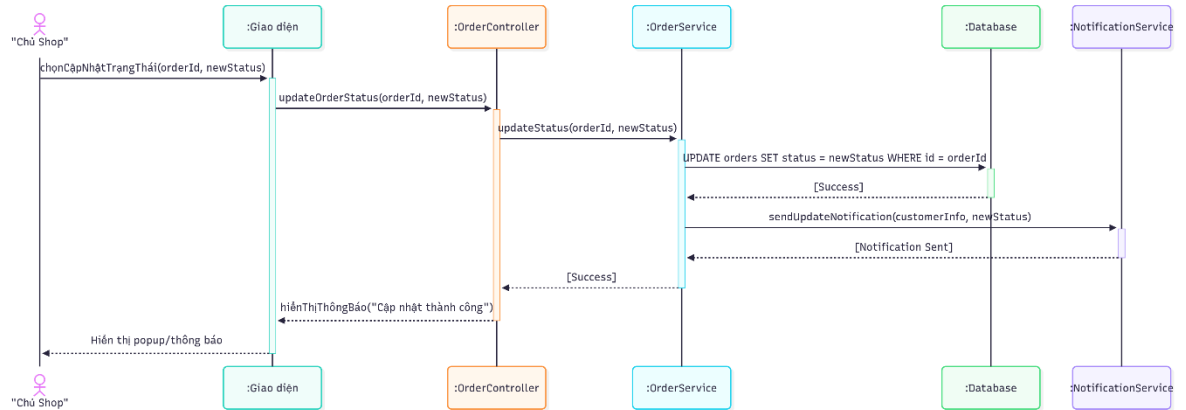 :Giao diện
:OrderController
:OrderService
:Database
:NotificationService
"Chủ Shop"
chọnCậpNhậtTrạngThái(orderId, newStatus)
updateOrderStatus(orderId, newStatus)
updateStatus(orderId, newStatus)
UPDATE orders SET status = newStatus WHERE id = orderId
[Success]
sendUpdateNotification(customerInfo, newStatus)
[Notification Sent]
[Success]
hiểnThịThôngBáo("Cập nhật thành công")
Hiển thị popup/thông báo
:Giao diện
:OrderController
:OrderService
:Database
:NotificationService
"Chủ Shop"